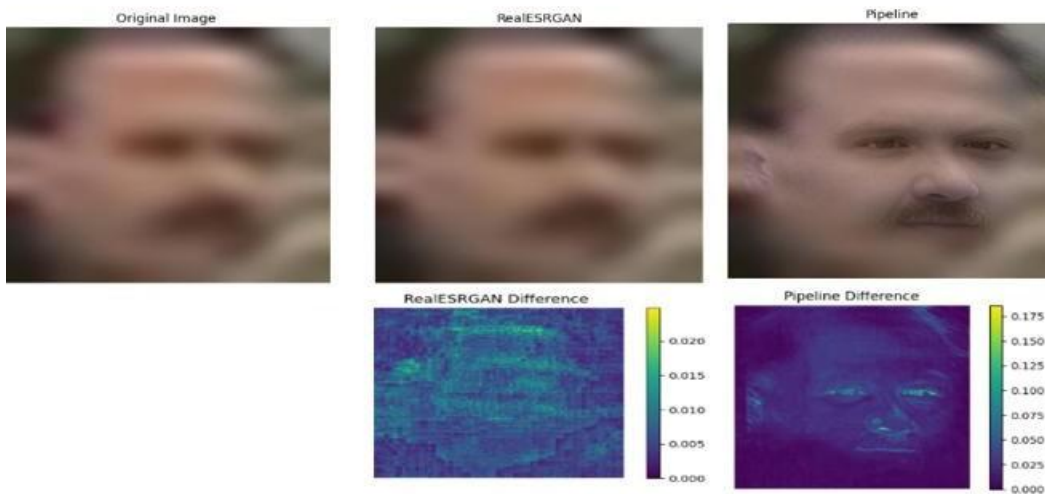 Original Image
RealESRGAN
Pipeline
RealESRGAN Difference
0.020
0.015
0.010
0.005
0.000
Pipeline Difference
0.175
0.150
0.125
0.100
0.075
0.050
0.025
0.000